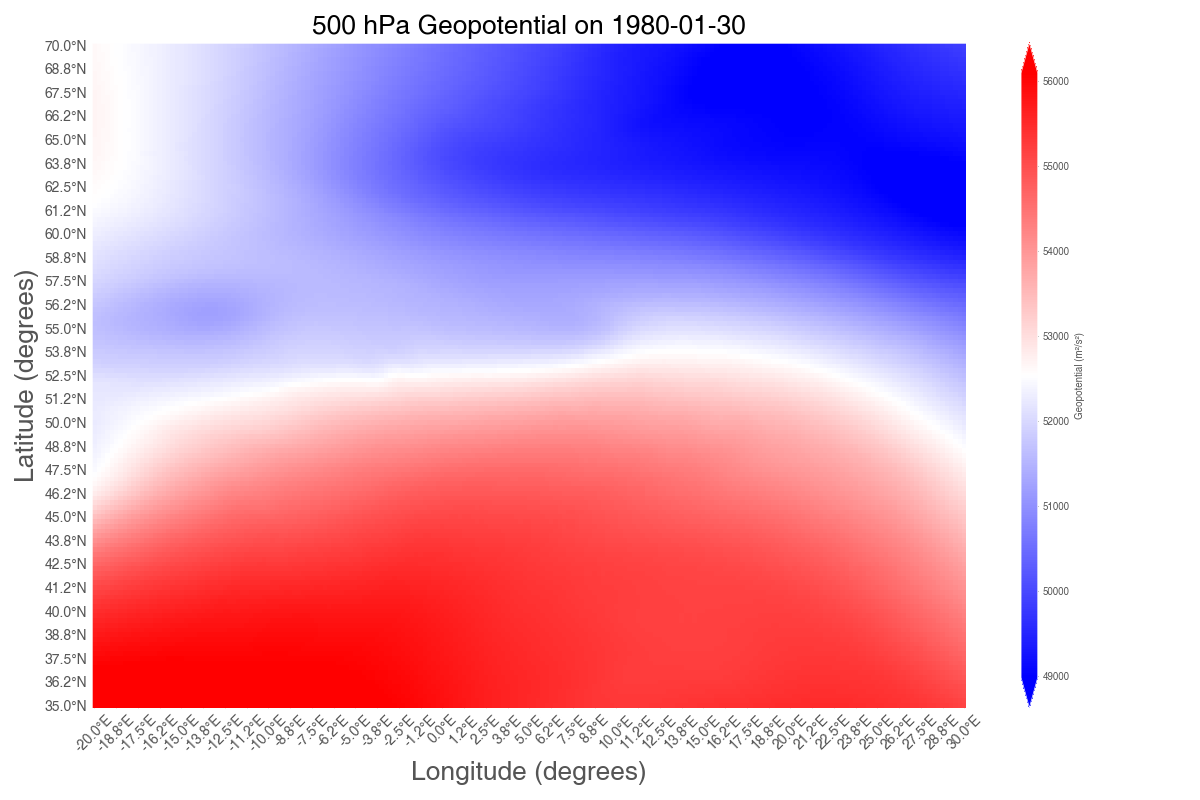 500 hPa Geopotential on 1980-01-30
70.0°N
68.8°N
67.5°N
66.2°N
65.0°N
63.8°N
62.5°N
61.2°N
60.0°N
58.8°N
57.5°N
56.2°N
55.0°N
53.8°N
52.5°N
51.2°N
50.0°N
48.8°N
47.5°N
46.2°N
45.0°N
43.8°N
42.5°N
41.2°N
40.0°N
38.8°N
37.5°N
36.2°N
35.0°N
Latitude (degrees)
-20.0°E
-18.8°E
-17.5°E
-16.2°E
-15.0°E
-13.8°E
-12.5°E
-11.2°E
-10.0°E
-8.8°E
-7.5°E
-6.2°E
-5.0°E
-3.8°E
-2.5°E
-1.2°E
0.0°E
1.2°E
2.5°E
3.8°E
5.0°E
6.2°E
7.5°E
8.8°E
10.0°E
11.2°E
12.5°E
13.8°E
15.0°E
16.2°E
17.5°E
18.8°E
20.0°E
21.2°E
22.5°E
23.8°E
25.0°E
26.2°E
27.5°E
28.8°E
30.0°E
Longitude (degrees)
56000
55000
54000
53000
52000
51000
50000
49000
Geopotential (m²/s²)